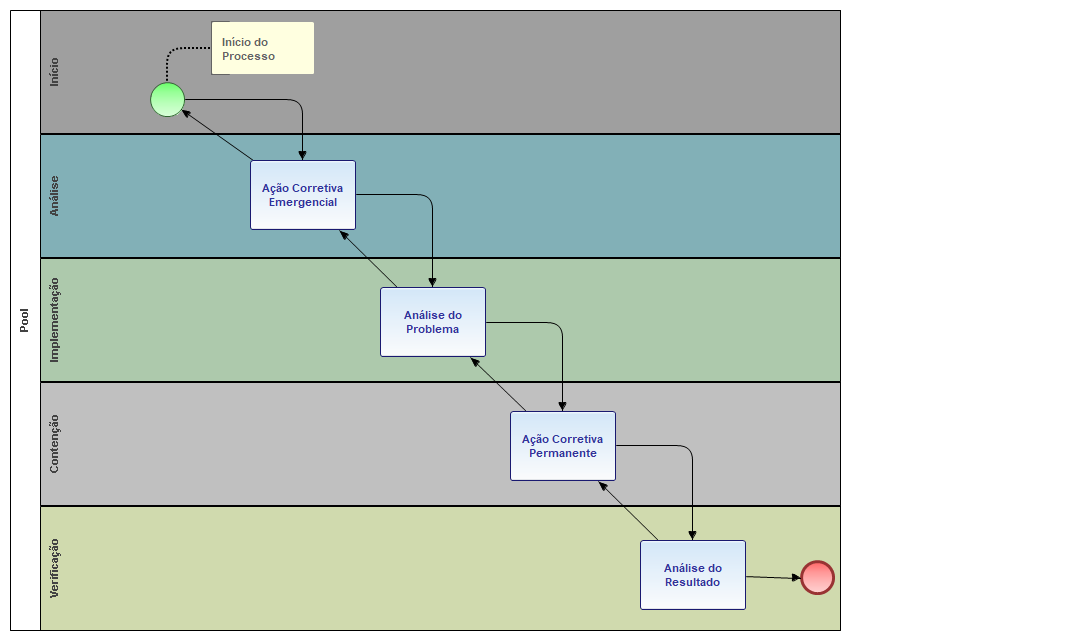 Pool
Início
Início do
Processo
Análise
Ação Corretiva
Emergencial
Implementação
Análise do
Problema
Contenção
Ação Corretiva
Permanente
Verificação
Análise do
Resultado